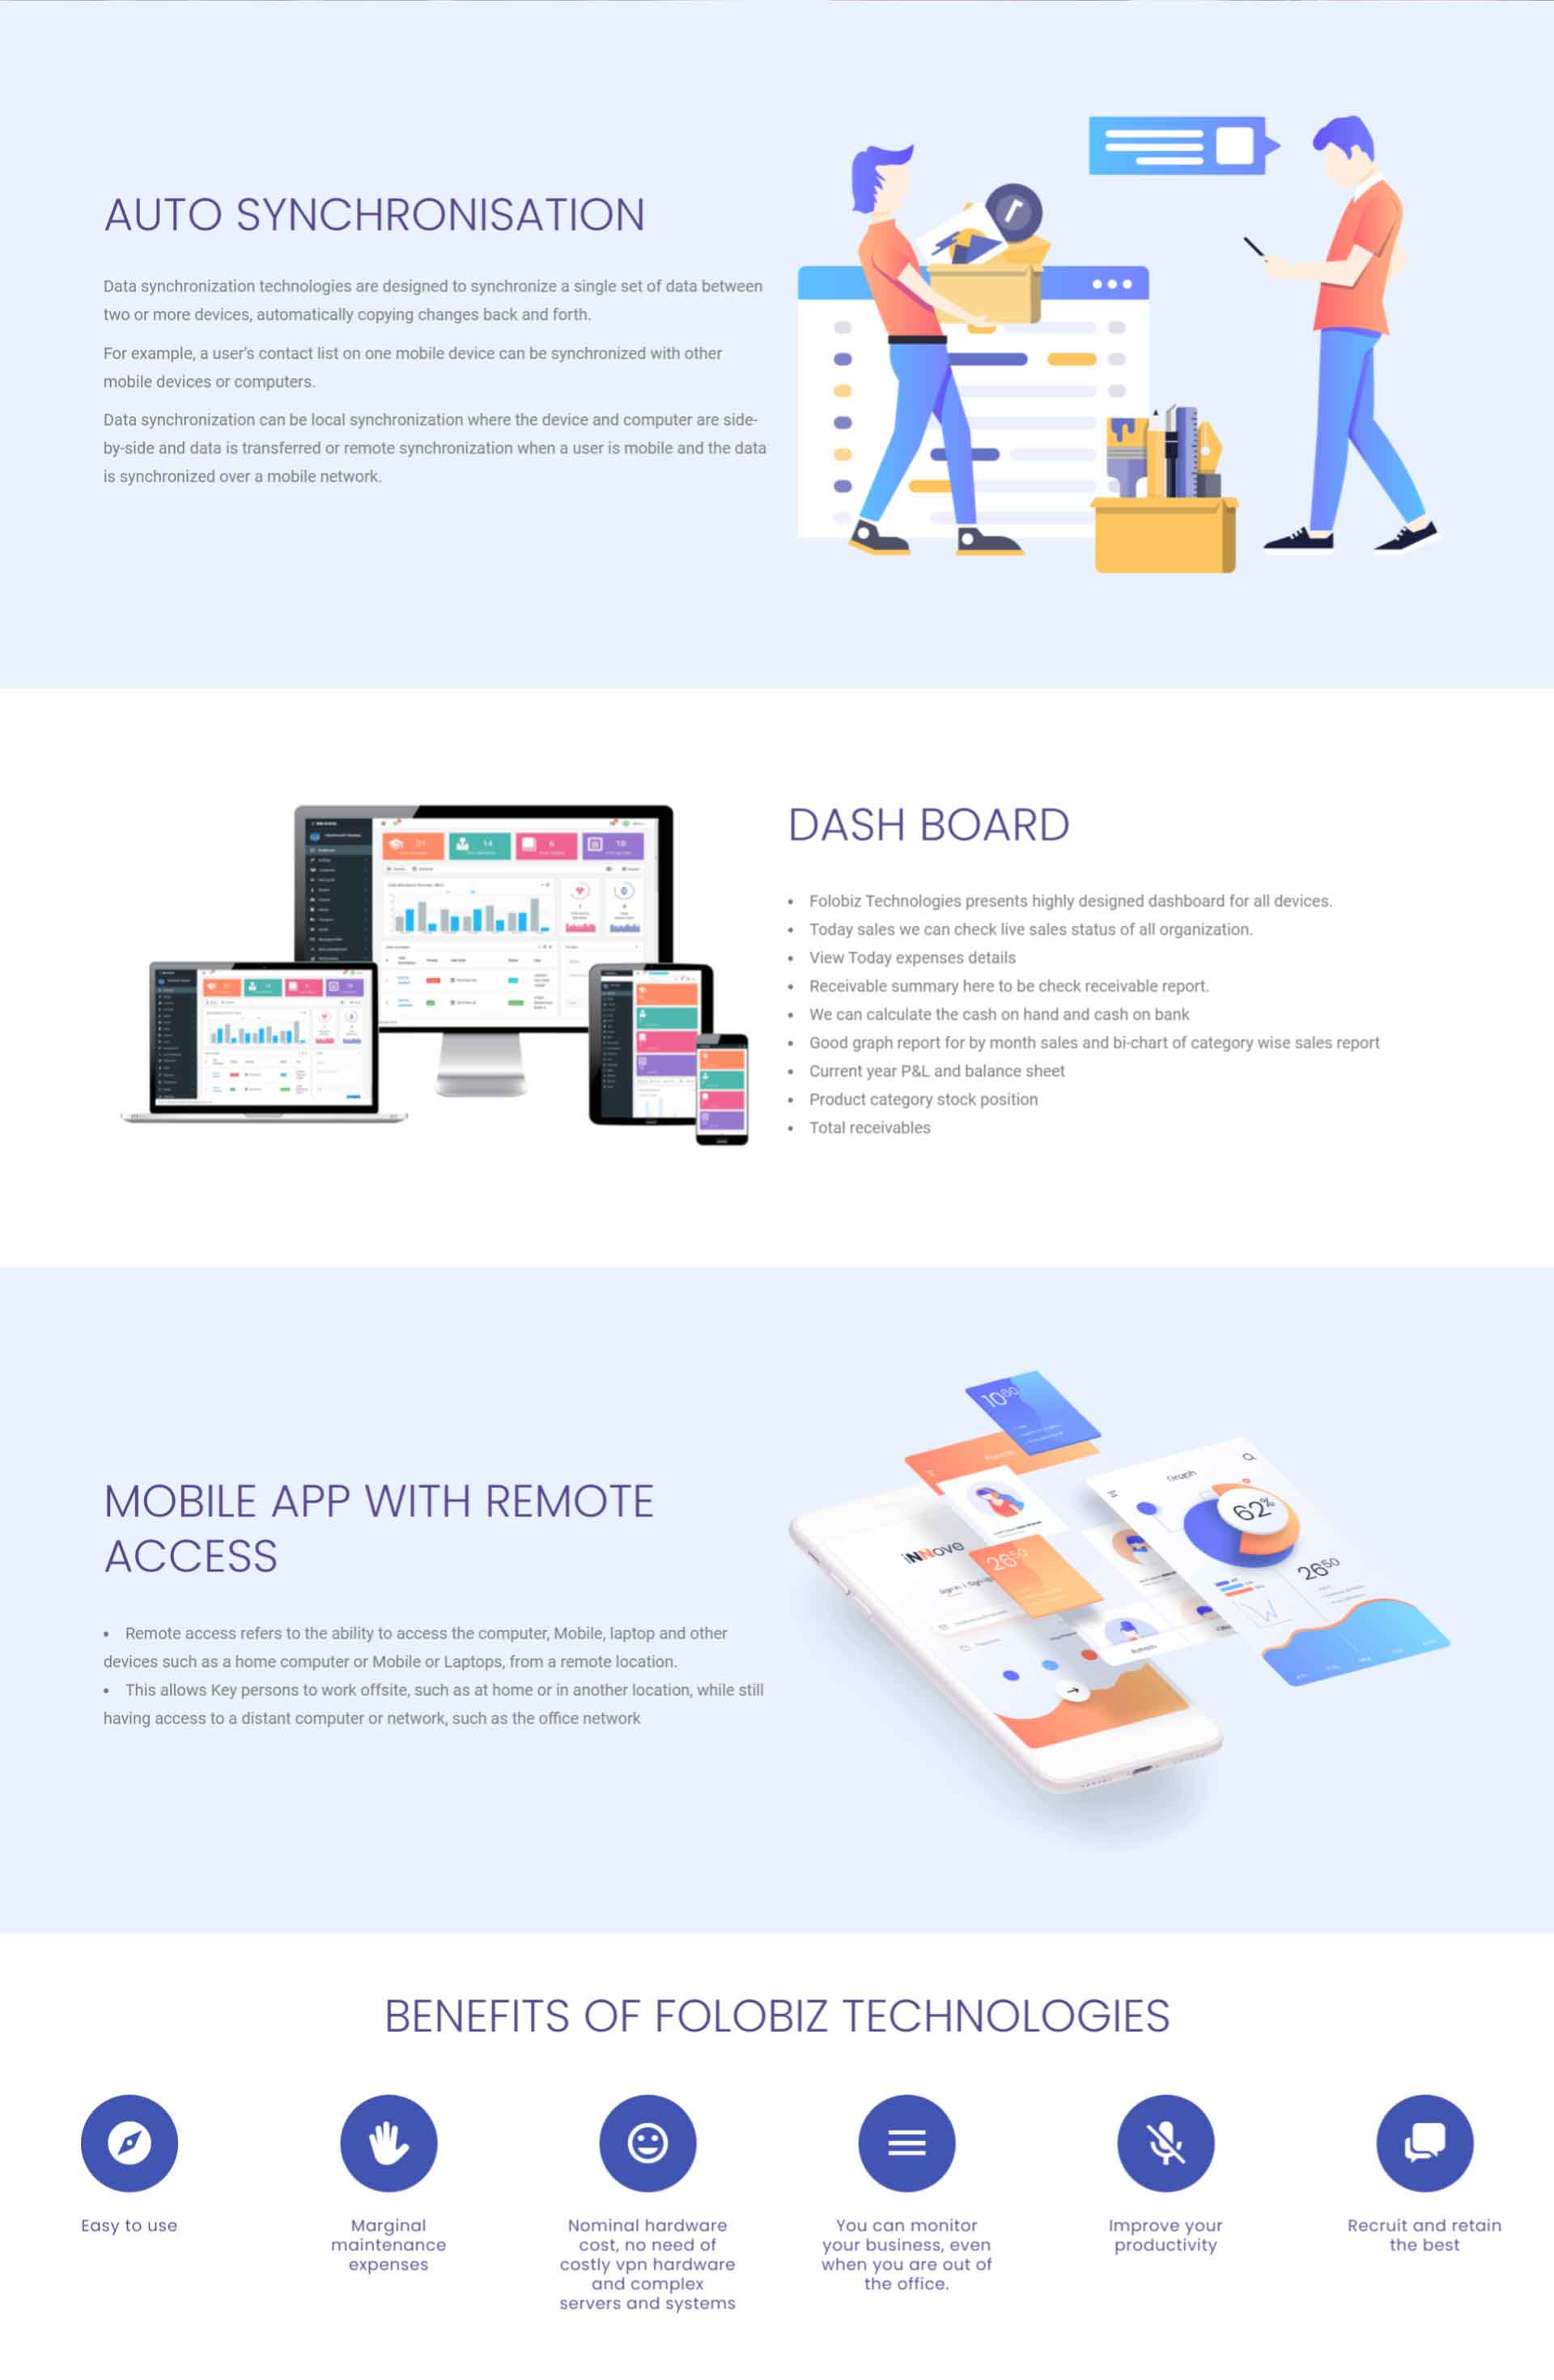 AUTO SYNCHRONISATION
Data synchronization technologies are designed to synchronize a single set of data between
two or more devices, automatically copying changes back and forth.
For example, a user's contact list on one mobile device can be synchronized with other
mobile devices or computers.
Data synchronization can be local synchronization where the device and computer are side-
by-side and data is transferred or remote synchronization when a user is mobile and the data
is synchronized over a mobile network.
21
14
6
18
DASH BOARD
• Folobiz Technologies presents highly designed dashboard for all devices.
• Today sales we can check live sales status of all organization.
• View Today expenses details
• Receivable summary here to be check receivable report.
• We can calculate the cash on hand and cash on bank
• Good graph report for by month sales and bi-chart of category wise sales report
• Current year P&L and balance sheet
• Product category stock position
• Total receivables
MOBILE APP WITH REMOTE
ACCESS
• Remote access refers to the ability to access the computer, Mobile, laptop and other
devices such as a home computer or Mobile or Laptops, from a remote location.
• This allows Key persons to work offsite, such as at home or in another location, while still
having access to a distant computer or network, such as the office network
Graph
62%
iNNove
26⁵⁰
26⁵⁰
BENEFITS OF FOLOBIZ TECHNOLOGIES
Easy to use
Marginal
maintenance
expenses
Nominal hardware
cost, no need of
costly vpn hardware
and complex
servers and systems
You can monitor
your business, even
when you are out of
the office.
Improve your
productivity
Recruit and retain
the best